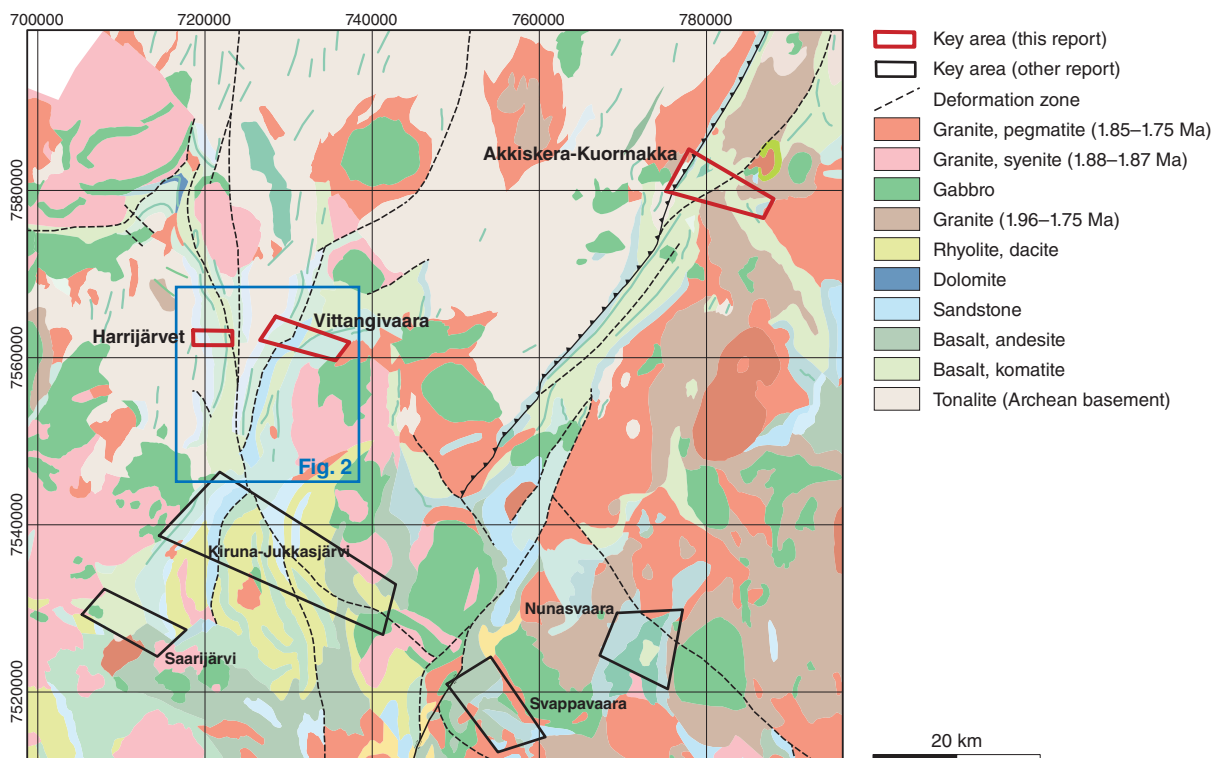 700000
720000
740000
760000
780000
7580000
7560000
7540000
7520000
Akkiskera-Kuormakka
Vittangivaara
Harrijärvet
Fig. 2
Kiruna-Jukkasjärvi
Nunasvaara
Saarijärvi
Svappavaara
Key area (this report)
Key area (other report)
Deformation zone
Granite, pegmatite (1.85–1.75 Ma)
Granite, syenite (1.88–1.87 Ma)
Gabbro
Granite (1.96–1.75 Ma)
Rhyolite, dacite
Dolomite
Sandstone
Basalt, andesite
Basalt, komatite
Tonalite (Archean basement)
20 km